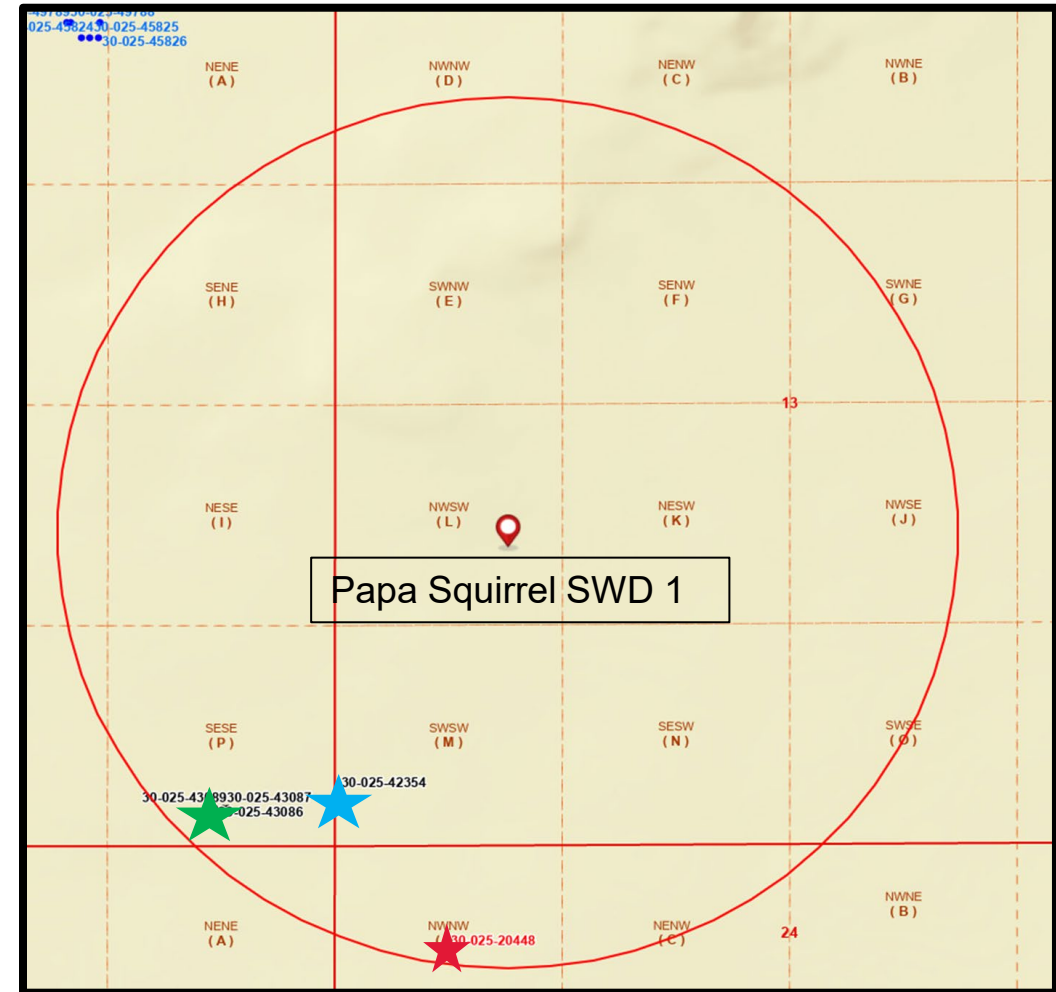 30-025-49788
30-025-45825
30-025-45826
NENE
(A)
NWNW
(D)
NENW
(C)
NWNE
(B)
SENE
(H)
SWNW
(E)
SENW
(F)
SWNE
(G)
13
NESE
(I)
NWSW
(L)
NESW
(K)
NWSE
(J)
Papa Squirrel SWD 1
SESE
(P)
SWSW
(M)
SESW
(N)
SWSE
(O)
30-025-42354
30-025-43087
025-43086
NENE
(A)
NWNW
30-025-20448
NENW
(C)
24
NWNE
(B)